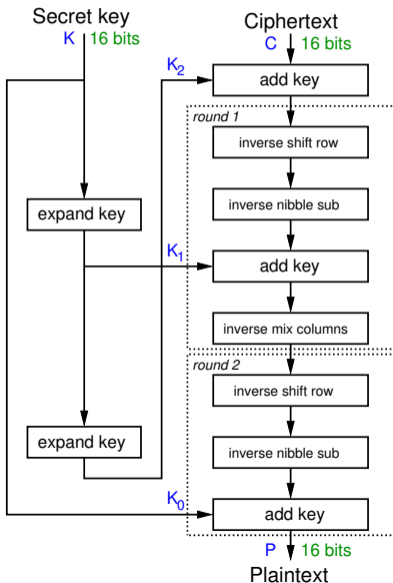 Secret key
K 16 bits
expand key
expand key
Ciphertext
C 16 bits
K2
add key
round 1
inverse shift row
inverse nibble sub
K1
add key
inverse mix columns
round 2
inverse shift row
inverse nibble sub
K0
add key
P 16 bits
Plaintext